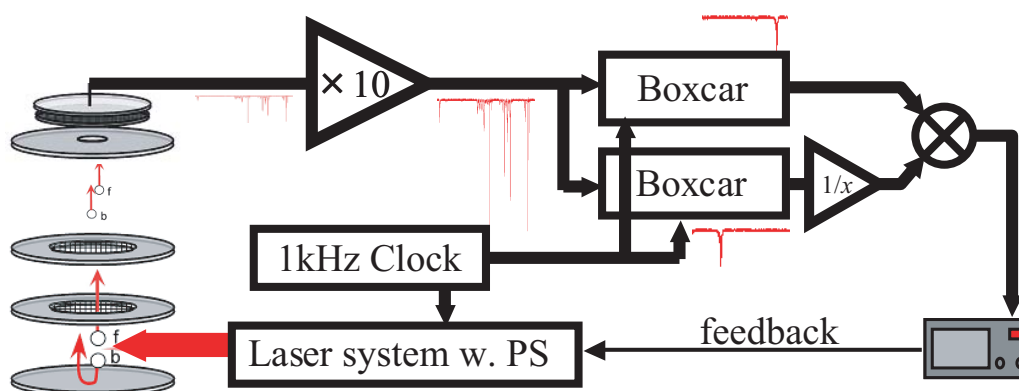 × 10
Boxcar
Boxcar
1/x
f
b
1kHz Clock
f
b
Laser system w. PS
feedback